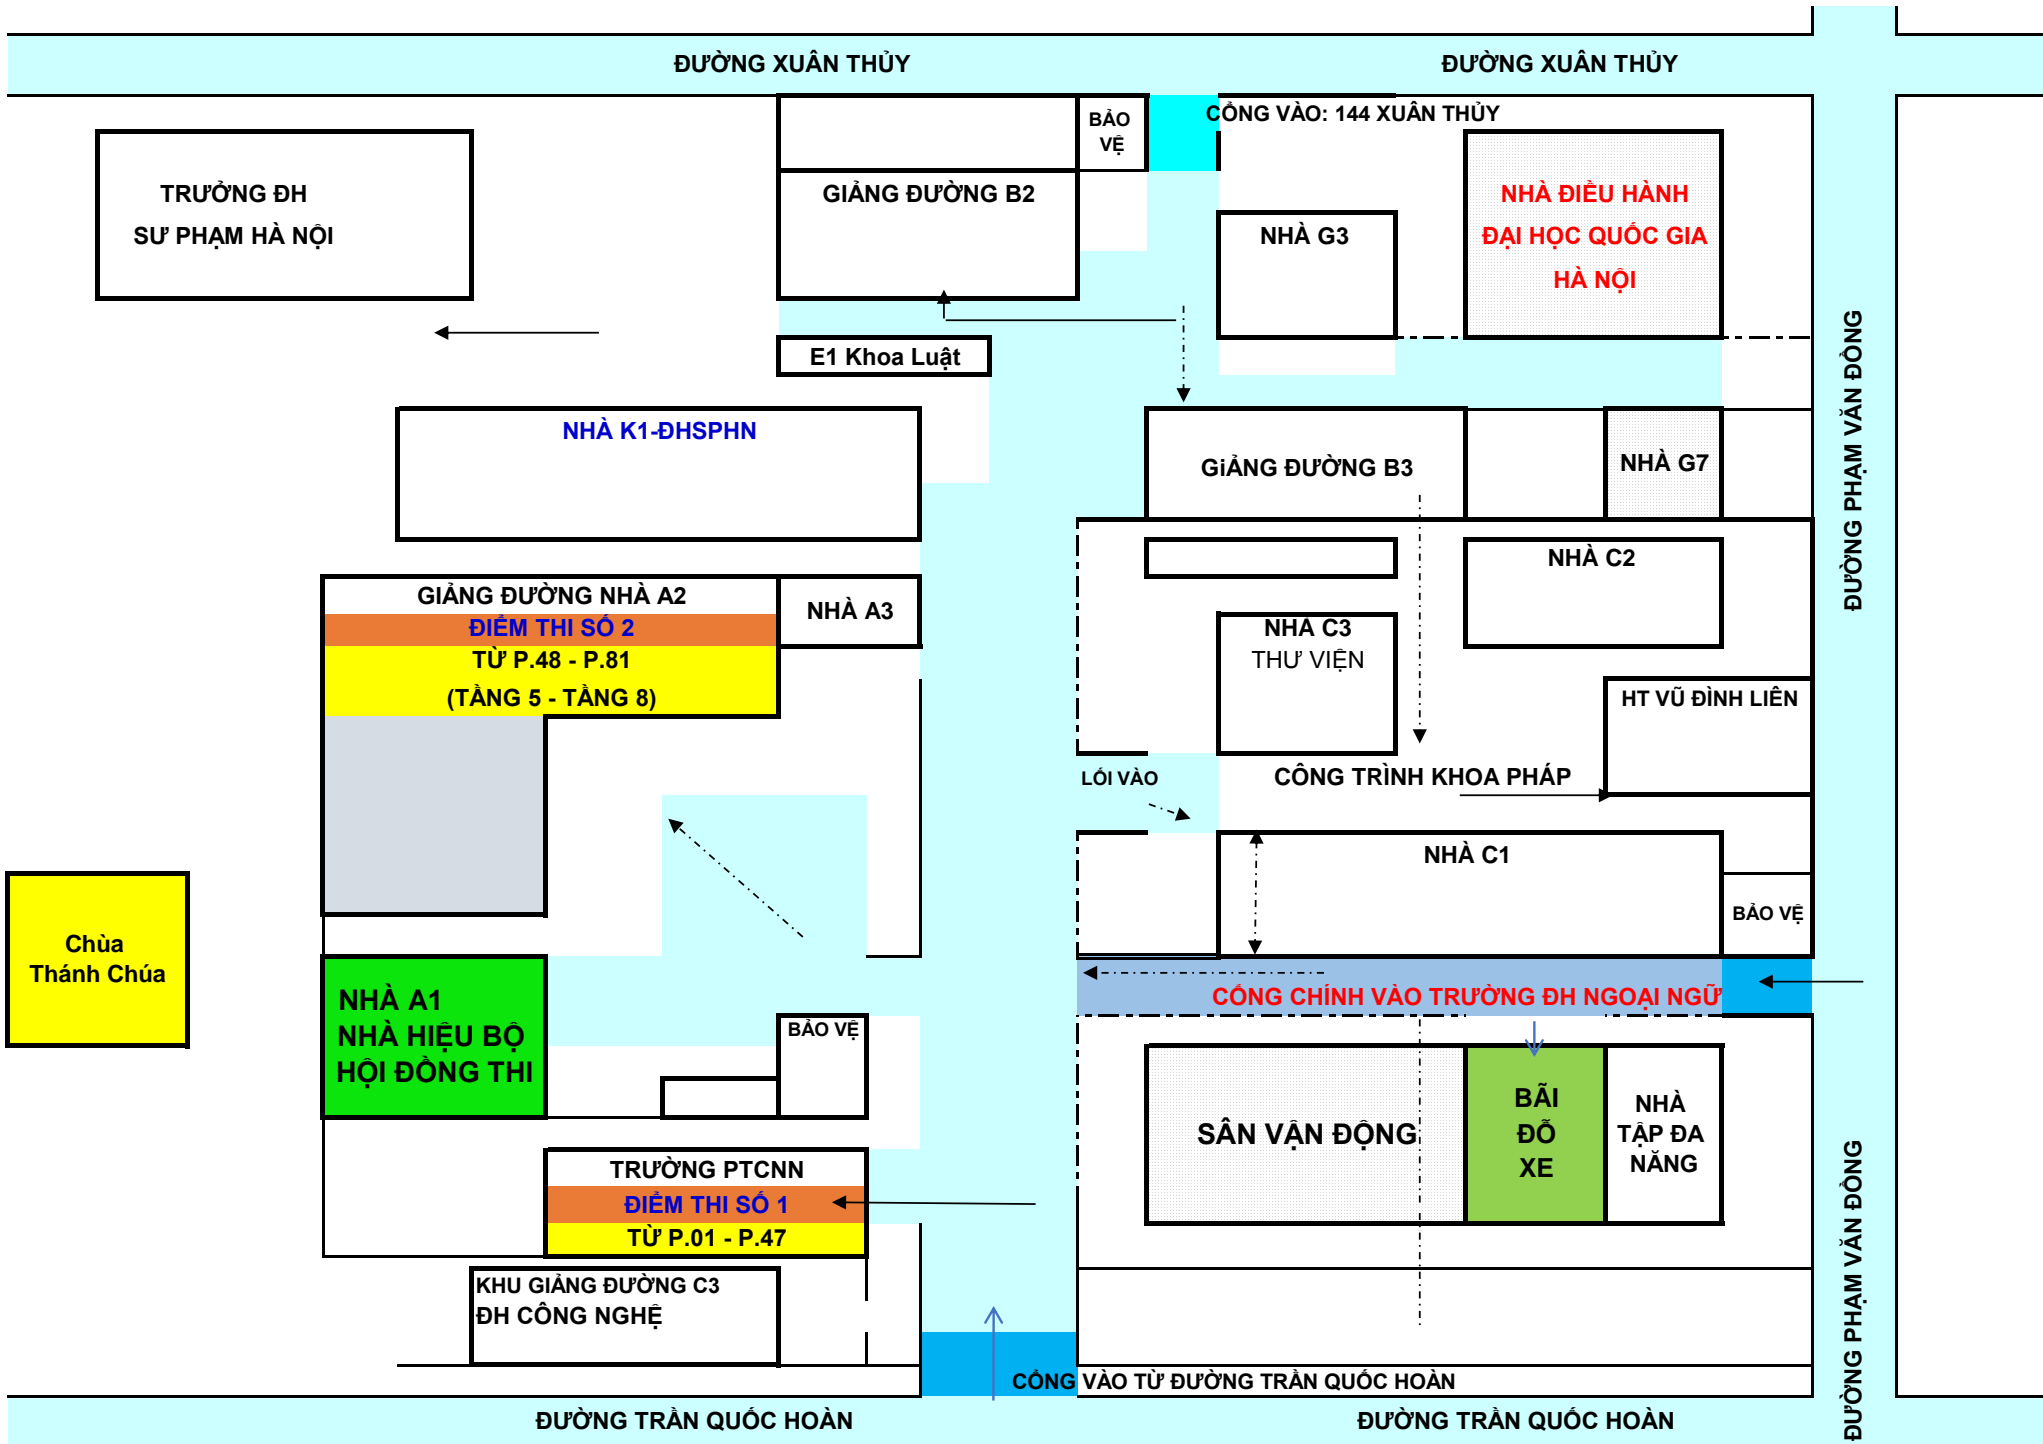 ĐƯỜNG XUÂN THỦY
ĐƯỜNG XUÂN THỦY
BẢO
VỆ
CỔNG VÀO: 144 XUÂN THỦY
TRƯỞNG ĐH
SƯ PHẠM HÀ NỘI
GIẢNG ĐƯỜNG B2
NHÀ G3
NHÀ ĐIỀU HÀNH
ĐẠI HỌC QUỐC GIA
HÀ NỘI
E1 Khoa Luật
ĐƯỜNG PHẠM VĂN ĐỒNG
NHÀ K1-ĐHSPHN
GiẢNG ĐƯỜNG B3
NHÀ G7
NHÀ C2
GIẢNG ĐƯỜNG NHÀ A2
ĐIỂM THI SỐ 2
TỪ P.48 - P.81
(TẦNG 5 - TẦNG 8)
NHÀ A3
NHÀ C3
THƯ VIỆN
HT VŨ ĐÌNH LIÊN
LỐI VÀO
CÔNG TRÌNH KHOA PHÁP
NHÀ C1
BẢO VỆ
Chùa
Thánh Chúa
NHÀ A1
NHÀ HIỆU BỘ
HỘI ĐỒNG THI
BẢO VỆ
CỔNG CHÍNH VÀO TRƯỜNG ĐH NGOẠI NGỮ
SÂN VẬN ĐỘNG
BÃI
ĐỖ
XE
NHÀ
TẬP ĐA
NĂNG
TRƯỜNG PTCNN
ĐIỂM THI SỐ 1
TỪ P.01 - P.47
ĐƯỜNG PHẠM VĂN ĐỒNG
KHU GIẢNG ĐƯỜNG C3
ĐH CÔNG NGHỆ
CỔNG VÀO TỪ ĐƯỜNG TRẦN QUỐC HOÀN
ĐƯỜNG TRẦN QUỐC HOÀN
ĐƯỜNG TRẦN QUỐC HOÀN